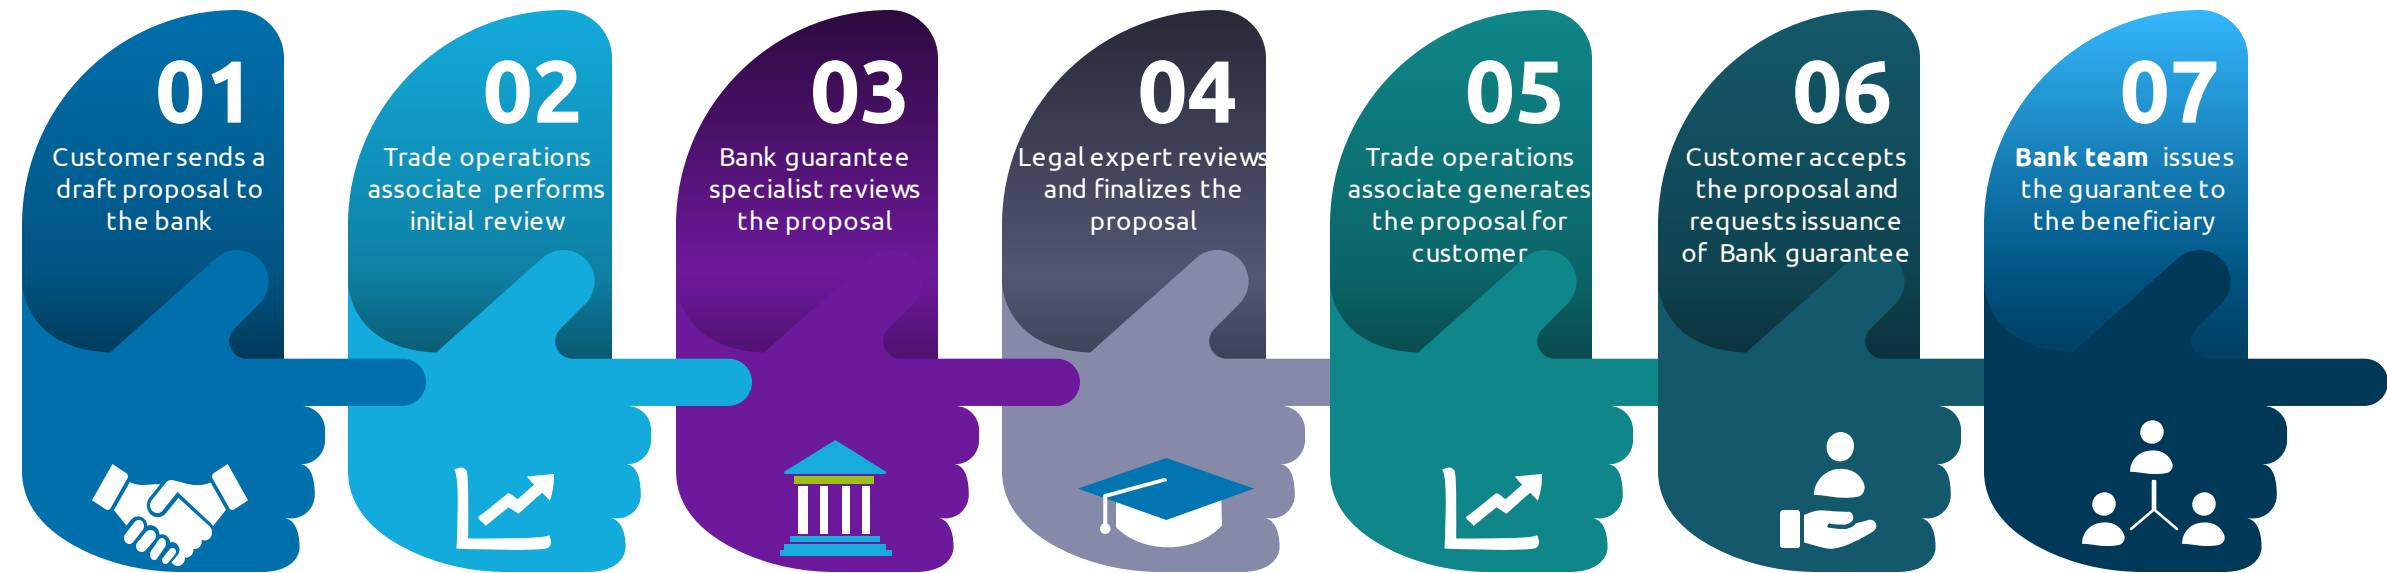 01
Customer sends a
draft proposal to
the bank
02
Trade operations
associate performs
initial review
03
Bank guarantee
specialist reviews
the proposal
04
Legal expert reviews
and finalizes the
proposal
05
Trade operations
associate generates
the proposal for
customer
06
Customer accepts
the proposal and
requests issuance
of Bank guarantee
07
Bank team issues
the guarantee to
the beneficiary